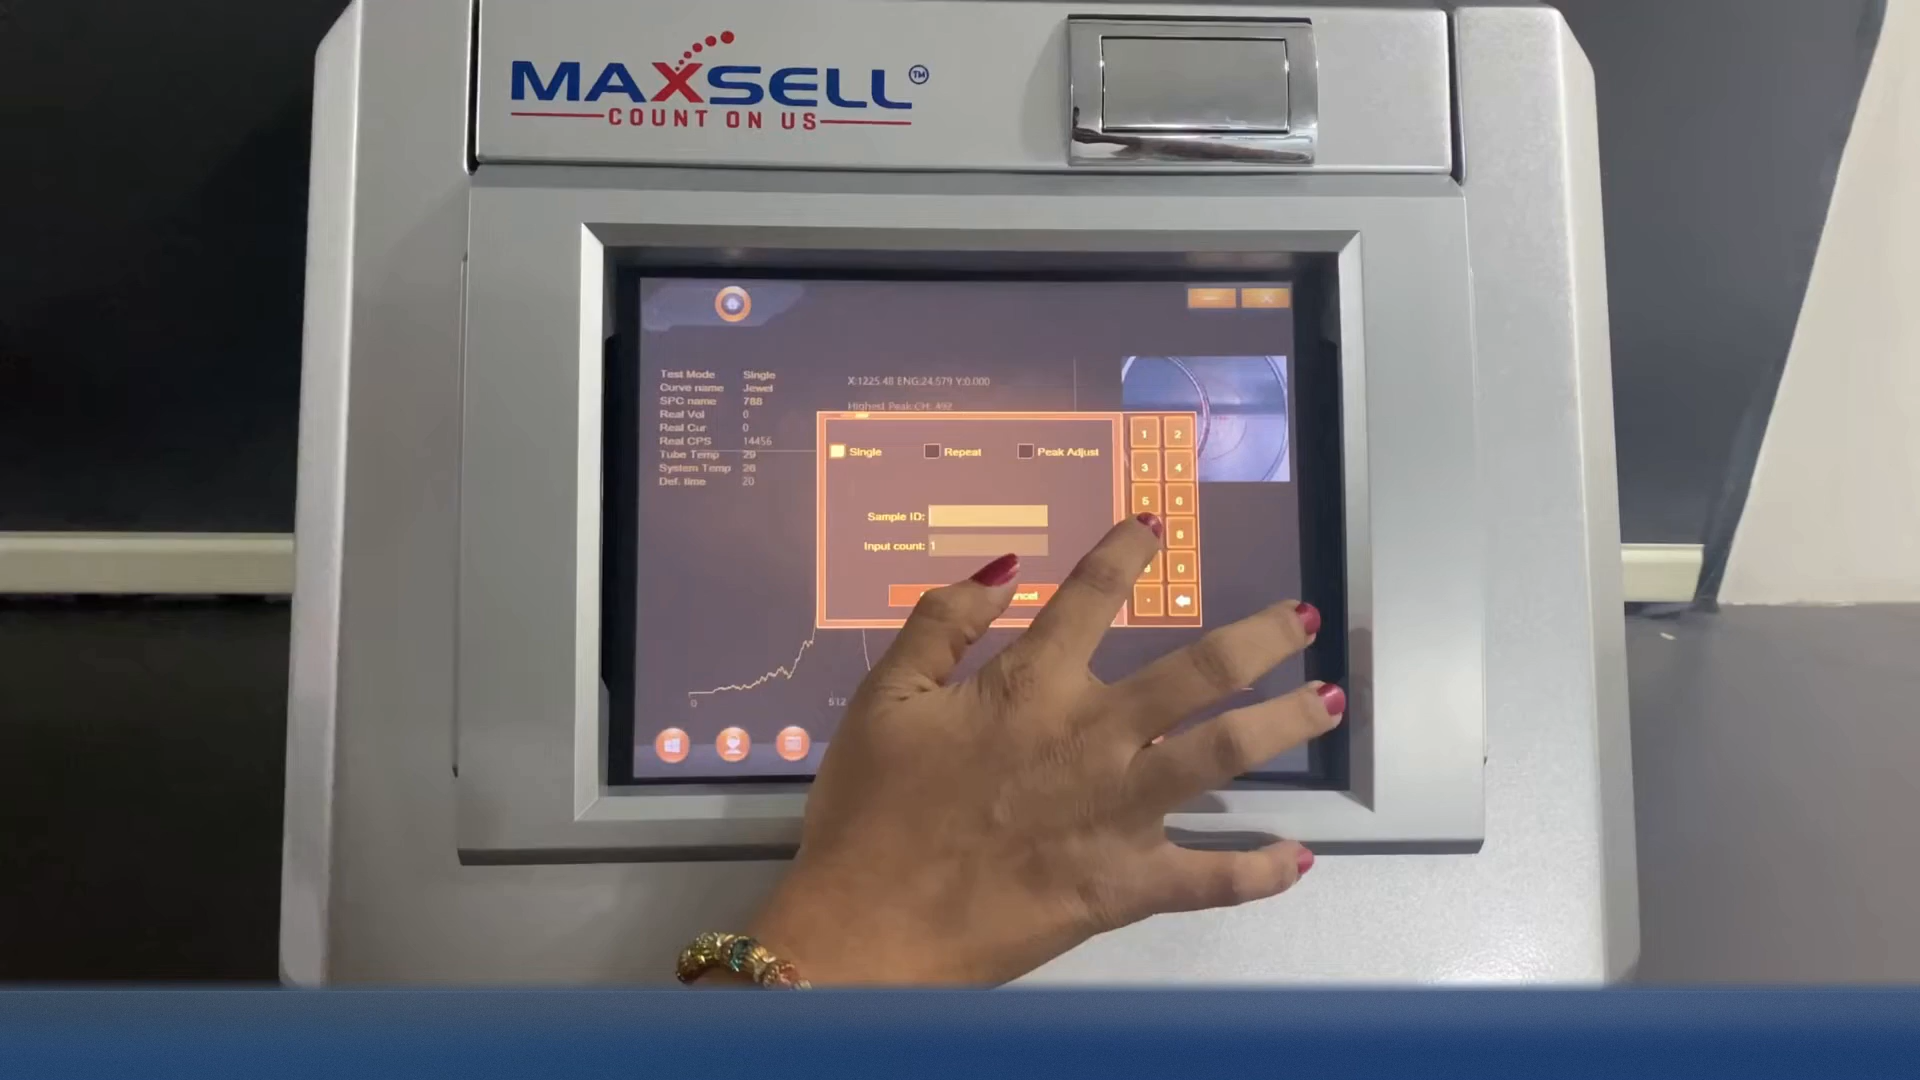 MAXSELL™
COUNT ON US
Test Mode Single
Curve name Jewel
SPC name 788
Real Vol 0
Real Cur 0
Real CPS 14456
Tube Temp 29
System Temp 26
Def. time 20
X:1225.48 ENG:24.579 Y:0.000
Highest Peak CH: 492
Single Repeat Peak Adjust
Sample ID:
Input count: 1
1 2
3 4
5 6
8
0
0 512